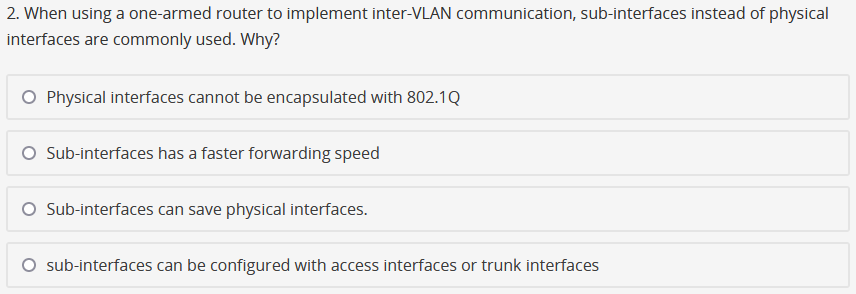 2. When using a one-armed router to implement inter-VLAN communication, sub-interfaces instead of physical
interfaces are commonly used. Why?
Physical interfaces cannot be encapsulated with 802.1Q
Sub-interfaces has a faster forwarding speed
Sub-interfaces can save physical interfaces.
sub-interfaces can be configured with access interfaces or trunk interfaces